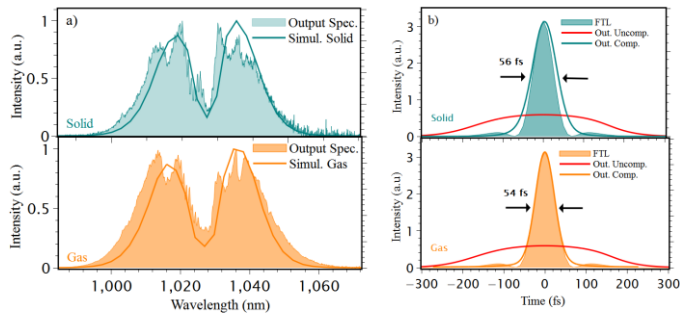 a)
Output Spec.
Simul. Solid
Intensity (a.u.)
1
0.5
0
Solid
Output Spec.
Simul. Gas
Intensity (a.u.)
1
0.5
0
Gas
1,000
1,020
1,040
1,060
Wavelength (nm)
b)
FTL
Out. Uncomp.
Out. Comp.
56 fs
Intensity (a.u.)
3
2
1
0
Solid
FTL
Out. Uncomp.
Out. Comp.
54 fs
Intensity (a.u)
3
2
1
0
Gas
−300
−200
−100
0
100
200
300
Time (fs)